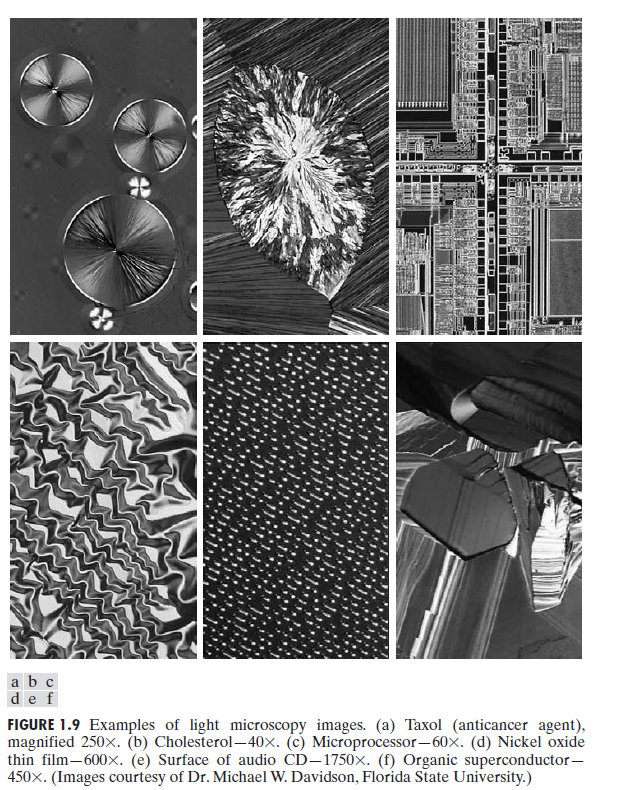 a b c
d e f
FIGURE 1.9 Examples of light microscopy images. (a) Taxol (anticancer agent),
magnified 250×. (b) Cholesterol—40×. (c) Microprocessor—60×. (d) Nickel oxide
thin film—600×. (e) Surface of audio CD—1750×. (f) Organic superconductor—
450×. (Images courtesy of Dr. Michael W. Davidson, Florida State University.)